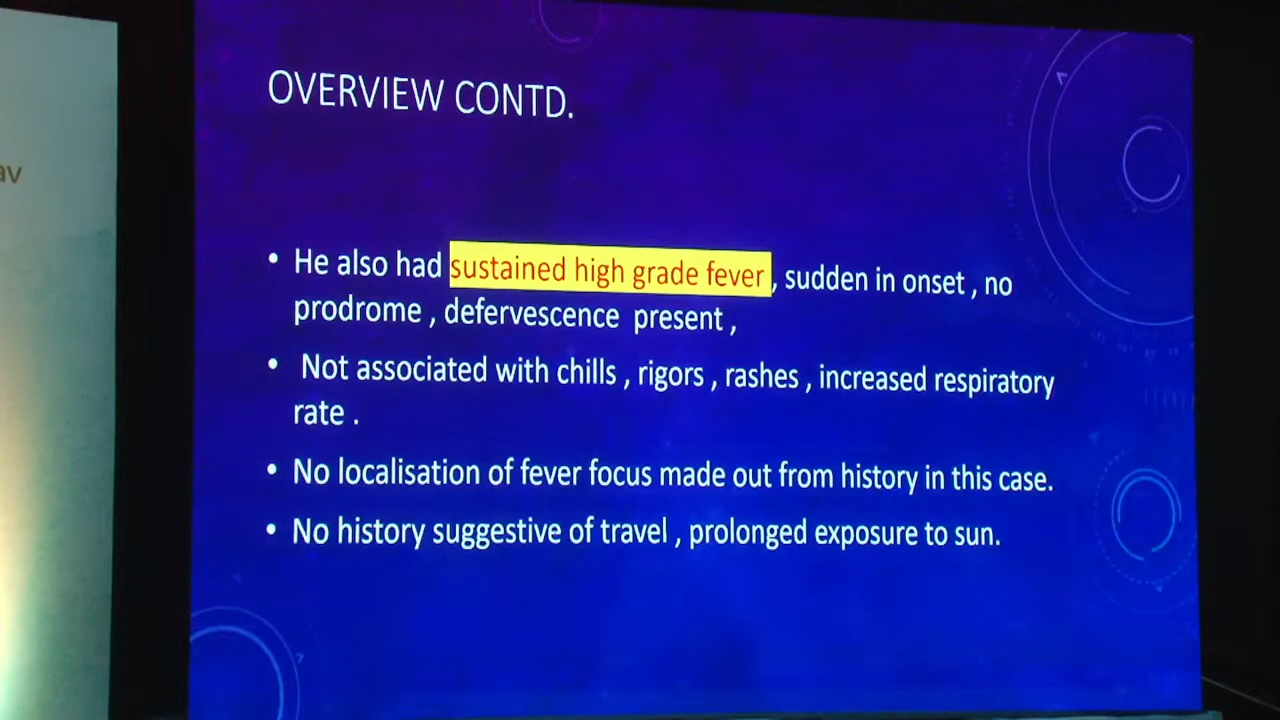 OVERVIEW CONTD.
• He also had sustained high grade fever , sudden in onset , no
prodrome , defervescence present ,
• Not associated with chills , rigors , rashes , increased respiratory
rate .
• No localisation of fever focus made out from history in this case.
• No history suggestive of travel , prolonged exposure to sun.
av